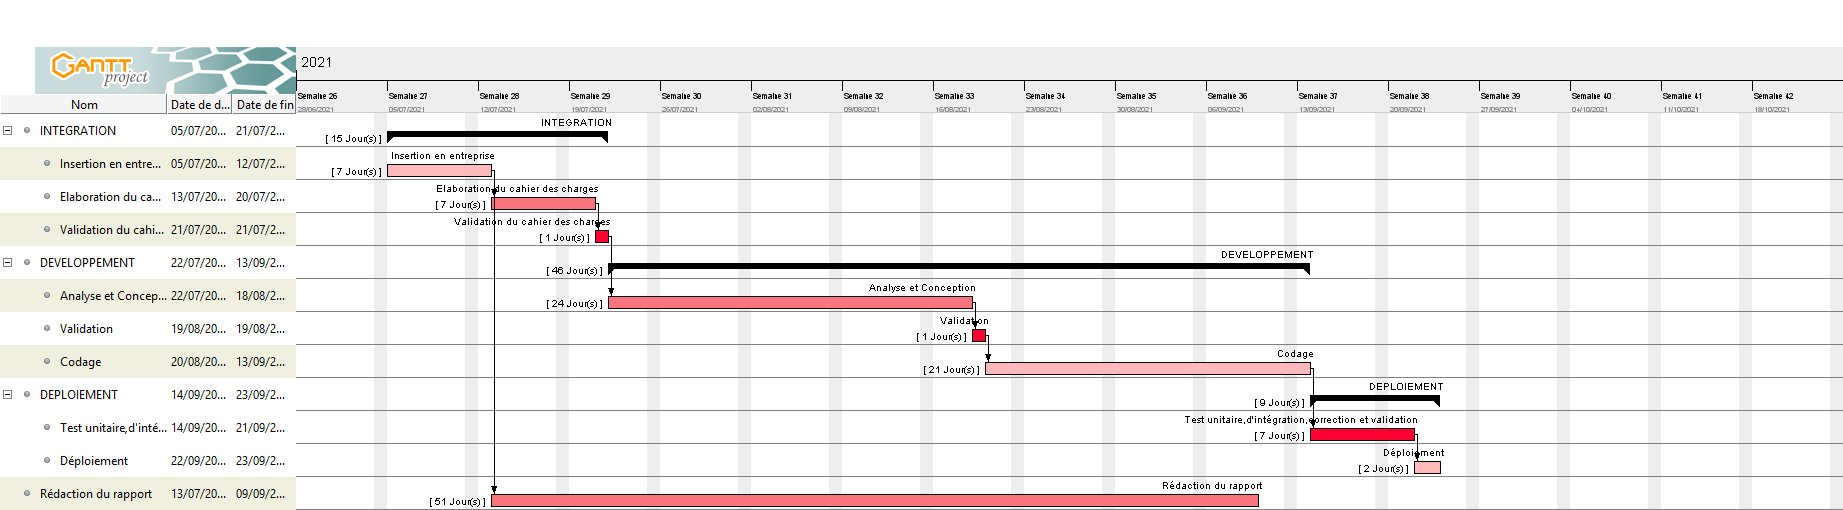 GANTT
project
2021
Semaine 26 Semaine 27 Semaine 28 Semaine 29 Semaine 30 Semaine 31 Semaine 32 Semaine 33 Semaine 34 Semaine 35 Semaine 36 Semaine 37 Semaine 38 Semaine 39 Semaine 40 Semaine 41 Semaine 42
Nom Date de d... Date de fin 28/06/2021 05/07/2021 12/07/2021 19/07/2021 26/07/2021 02/08/2021 09/08/2021 16/08/2021 23/08/2021 30/08/2021 06/09/2021 13/09/2021 20/09/2021 27/09/2021 04/10/2021 11/10/2021 18/10/2021
INTEGRATION
INTEGRATION 05/07/20... 21/07/2... [ 15 Jour(s) ]
Insertion en entreprise
Insertion en entre... 05/07/20... 12/07/2... [ 7 Jour(s) ]
Elaboration du cahier des charges
Elaboration du ca... 13/07/20... 20/07/2... [ 7 Jour(s) ]
Validation du cahier des charges
Validation du cahi... 21/07/20... 21/07/2... [ 1 Jour(s) ]
DEVELOPPEMENT
DEVELOPPEMENT 22/07/20... 13/09/2... [ 46 Jour(s) ]
Analyse et Conception
Analyse et Concep... 22/07/20... 18/08/2... [ 24 Jour(s) ]
Validation
Validation 19/08/20... 19/08/2... [ 1 Jour(s) ]
Codage
Codage 20/08/20... 13/09/2... [ 21 Jour(s) ]
DEPLOIEMENT
DEPLOIEMENT 14/09/20... 23/09/2... [ 9 Jour(s) ]
Test unitaire,d'intégration,correction et validation
Test unitaire,d'inté... 14/09/20... 21/09/2... [ 7 Jour(s) ]
Déploiement
Déploiement 22/09/20... 23/09/2... [ 2 Jour(s) ]
Rédaction du rapport
Rédaction du rapport 13/07/20... 09/09/2... [ 51 Jour(s) ]